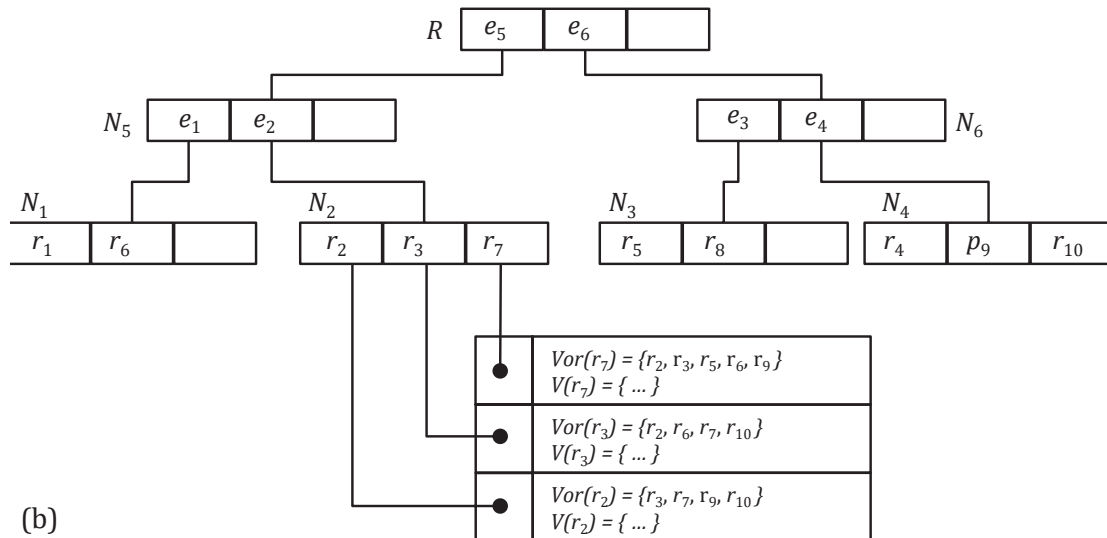 R e₅ e₆
N₅ e₁ e₂ e₃ e₄ N₆
N₁ N₂ N₃ N₄
r₁ r₆ r₂ r₃ r₇ r₅ r₈ r₄ p₉ r₁₀
Vor(r₇) = {r₂, r₃, r₅, r₆, r₉}
V(r₇) = { ... }
Vor(r₃) = {r₂, r₆, r₇, r₁₀}
V(r₃) = { ... }
Vor(r₂) = {r₃, r₇, r₉, r₁₀}
V(r₂) = { ... }
(b)